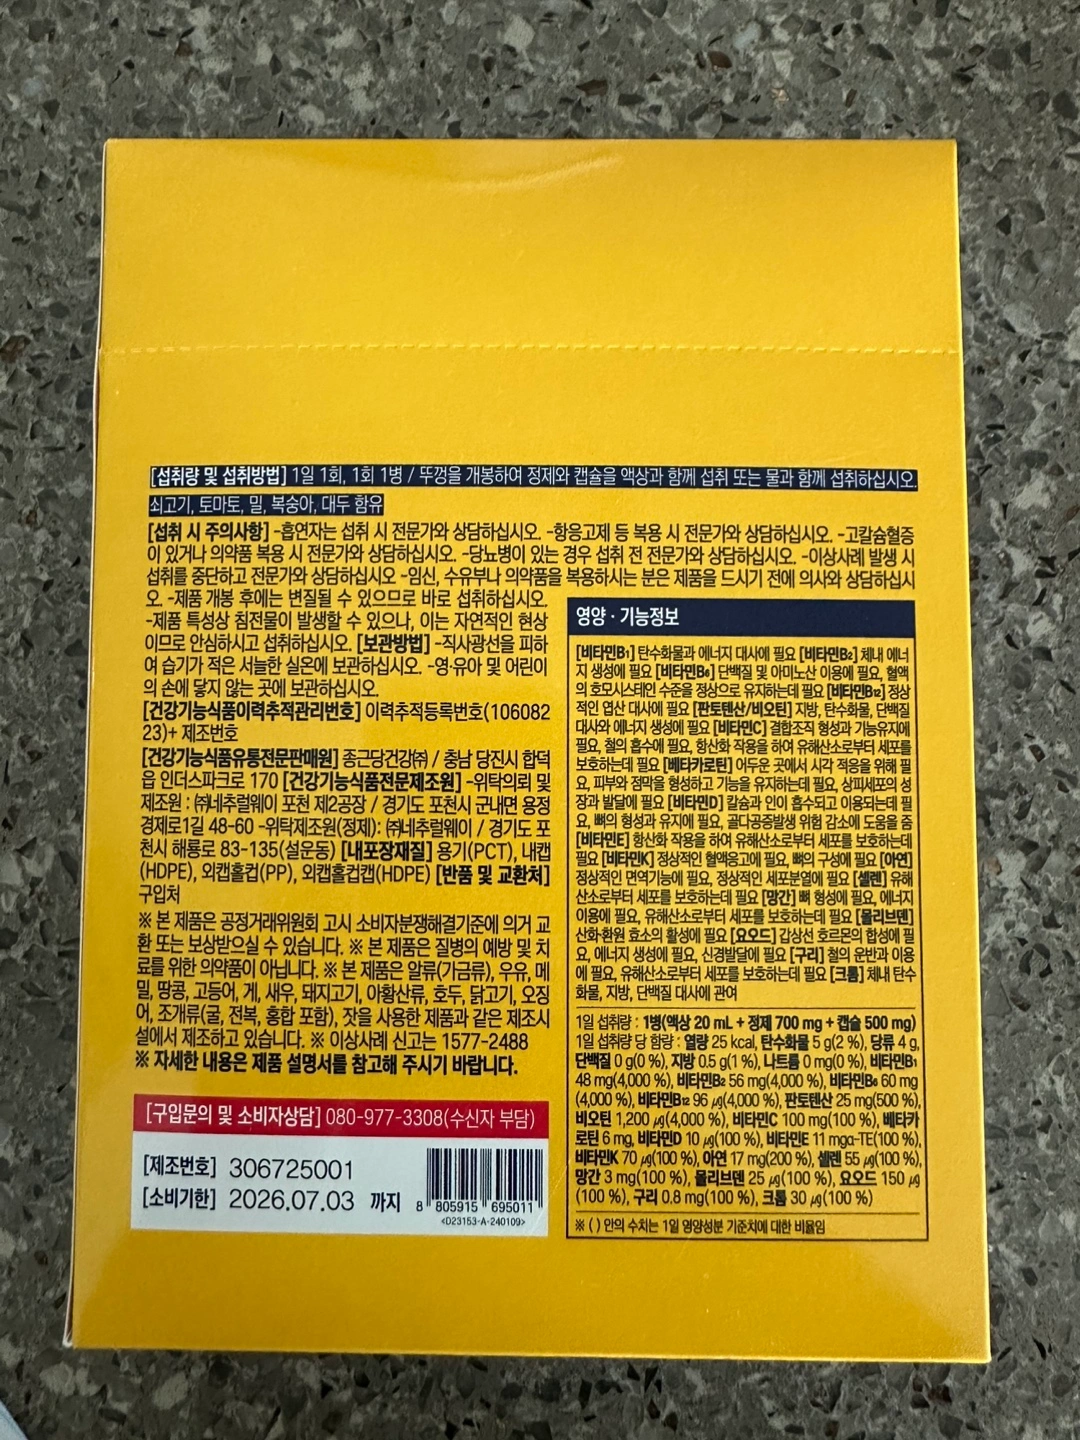 [섭취량 및 섭취방법] 1일 1회, 1회 1병 / 뚜껑을 개봉하여 정제와 캡슐을 액상과 함께 섭취 또는 물과 함께 섭취하십시오.
쇠고기, 토마토, 밀, 복숭아, 대두 함유
[섭취 시 주의사항] -흡연자는 섭취 시 전문가와 상담하십시오. -항응고제 등 복용 시 전문가와 상담하십시오. -고칼슘혈증
이 있거나 의약품 복용 시 전문가와 상담하십시오. -당뇨병이 있는 경우 섭취 전 전문가와 상담하십시오. -이상사례 발생 시
섭취를 중단하고 전문가와 상담하십시오 -임신, 수유부나 의약품을 복용하시는 분은 제품을 드시기 전에 의사와 상담하십시
오. -제품 개봉 후에는 변질될 수 있으므로 바로 섭취하십시오.
-제품 특성상 침전물이 발생할 수 있으나, 이는 자연적인 현상
이므로 안심하시고 섭취하십시오. [보관방법] -직사광선을 피하
여 습기가 적은 서늘한 실온에 보관하십시오. -영·유아 및 어린이
의 손에 닿지 않는 곳에 보관하십시오.
[건강기능식품이력추적관리번호] 이력추적등록번호(106082
23)+ 제조번호
[건강기능식품유통전문판매원] 종근당건강㈜ / 충남 당진시 합덕
읍 인더스파크로 170 [건강기능식품전문제조원] -위탁의뢰 및
제조원 : ㈜네추럴웨이 포천 제2공장 / 경기도 포천시 군내면 용정
경제로1길 48-60 -위탁제조원(정제): ㈜네추럴웨이 / 경기도 포
천시 해룡로 83-135(설운동) [내포장재질] 용기(PCT), 내캡
(HDPE), 외캡홀컵(PP), 외캡홀컵캡(HDPE) [반품 및 교환처]
구입처
※ 본 제품은 공정거래위원회 고시 소비자분쟁해결기준에 의거 교
환 또는 보상받으실 수 있습니다. ※ 본 제품은 질병의 예방 및 치
료를 위한 의약품이 아닙니다. ※ 본 제품은 알류(가금류), 우유, 메
밀, 땅콩, 고등어, 게, 새우, 돼지고기, 아황산류, 호두, 닭고기, 오징
어, 조개류(굴, 전복, 홍합 포함), 잣을 사용한 제품과 같은 제조시
설에서 제조하고 있습니다. ※ 이상사례 신고는 1577-2488
※ 자세한 내용은 제품 설명서를 참고해 주시기 바랍니다.
[구입문의 및 소비자상담] 080-977-3308(수신자 부담)
[제조번호] 306725001
[소비기한] 2026.07.03 까지
8 805915 695011
<D23153-A-240109>
영양 · 기능정보
[비타민B₁] 탄수화물과 에너지 대사에 필요 [비타민B₂] 체내 에너
지 생성에 필요 [비타민B₆] 단백질 및 아미노산 이용에 필요, 혈액
의 호모시스테인 수준을 정상으로 유지하는데 필요 [비타민B₁₂] 정상
적인 엽산 대사에 필요 [판토텐산/비오틴] 지방, 탄수화물, 단백질
대사와 에너지 생성에 필요 [비타민C] 결합조직 형성과 기능유지에
필요, 철의 흡수에 필요, 항산화 작용을 하여 유해산소로부터 세포를
보호하는데 필요 [베타카로틴] 어두운 곳에서 시각 적응을 위해 필
요, 피부와 점막을 형성하고 기능을 유지하는데 필요, 상피세포의 성
장과 발달에 필요 [비타민D] 칼슘과 인이 흡수되고 이용되는데 필
요, 뼈의 형성과 유지에 필요, 골다공증발생 위험 감소에 도움을 줌
[비타민E] 항산화 작용을 하여 유해산소로부터 세포를 보호하는데
필요 [비타민K] 정상적인 혈액응고에 필요, 뼈의 구성에 필요 [아연]
정상적인 면역기능에 필요, 정상적인 세포분열에 필요 [셀렌] 유해
산소로부터 세포를 보호하는데 필요 [망간] 뼈 형성에 필요, 에너지
이용에 필요, 유해산소로부터 세포를 보호하는데 필요 [몰리브덴]
산화·환원 효소의 활성에 필요 [요오드] 갑상선 호르몬의 합성에 필
요, 에너지 생성에 필요, 신경발달에 필요 [구리] 철의 운반과 이용
에 필요, 유해산소로부터 세포를 보호하는데 필요 [크롬] 체내 탄수
화물, 지방, 단백질 대사에 관여
1일 섭취량 : 1병(액상 20 mL + 정제 700 mg + 캡슐 500 mg)
1일 섭취량 당 함량 : 열량 25 kcal, 탄수화물 5 g(2 %), 당류 4 g,
단백질 0 g(0 %), 지방 0.5 g(1 %), 나트륨 0 mg(0 %), 비타민B₁
48 mg(4,000 %), 비타민B₂ 56 mg(4,000 %), 비타민B₆ 60 mg
(4,000 %), 비타민B₁₂ 96 ㎍(4,000 %), 판토텐산 25 mg(500 %),
비오틴 1,200 ㎍(4,000 %), 비타민C 100 mg(100 %), 베타카
로틴 6 mg, 비타민D 10 ㎍(100 %), 비타민E 11 mgα-TE(100 %),
비타민K 70 ㎍(100 %), 아연 17 mg(200 %), 셀렌 55 ㎍(100 %),
망간 3 mg(100 %), 몰리브덴 25 ㎍(100 %), 요오드 150 ㎍
(100 %), 구리 0.8 mg(100 %), 크롬 30 ㎍(100 %)
※ ( ) 안의 수치는 1일 영양성분 기준치에 대한 비율임